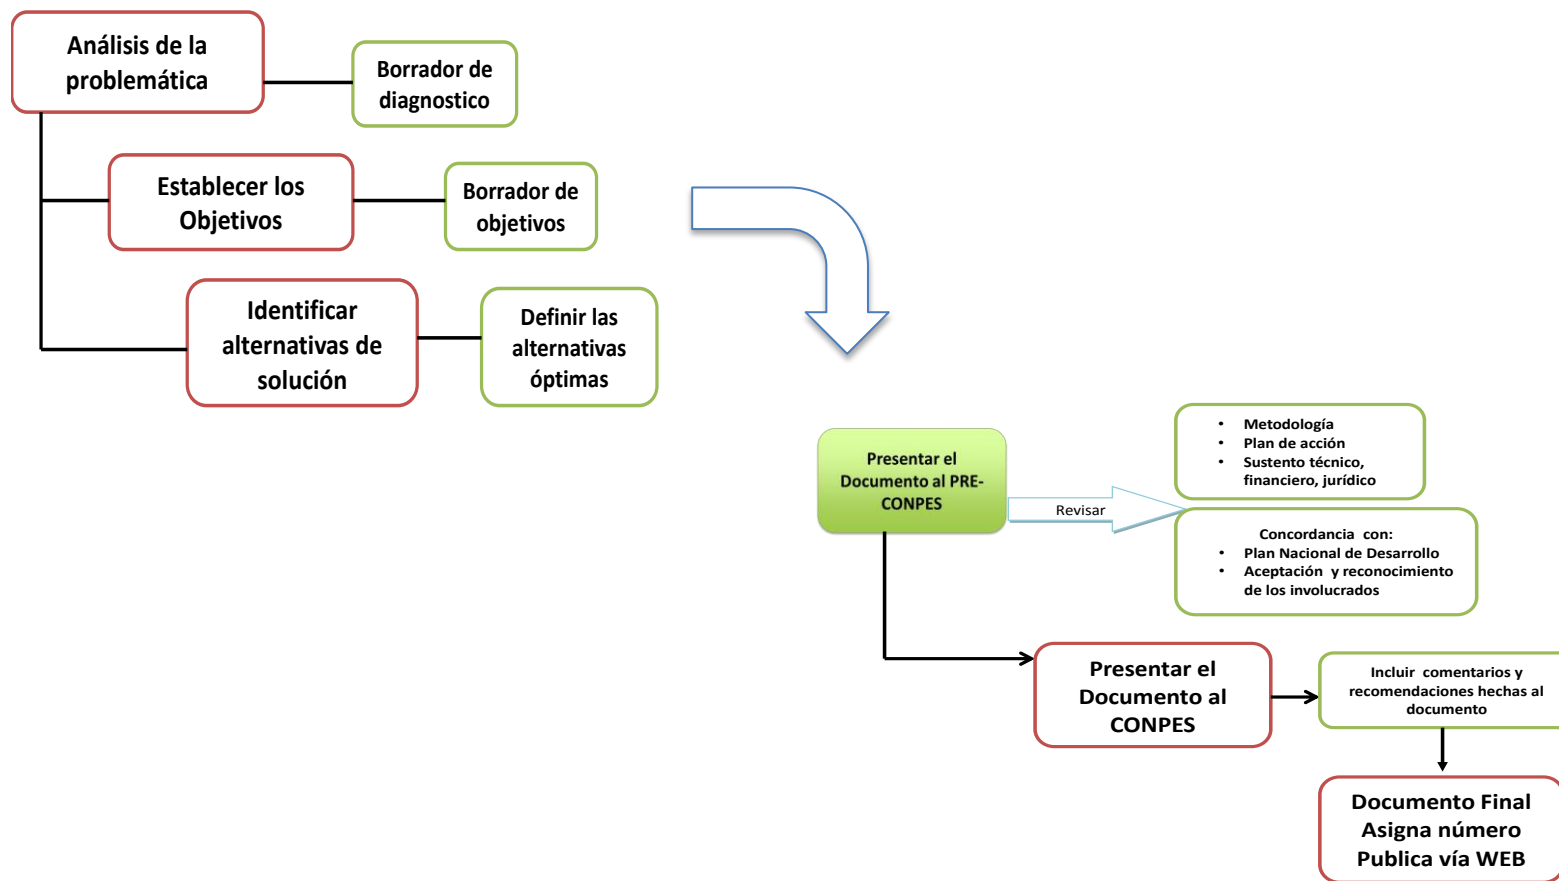 Análisis de la
problemática
Borrador de
diagnostico
Establecer los
Objetivos
Borrador de
objetivos
Identificar
alternativas de
solución
Definir las
alternativas
óptimas
Presentar el
Documento al PRE-
CONPES
Revisar
• Metodología
• Plan de acción
• Sustento técnico,
financiero, jurídico
Concordancia con:
• Plan Nacional de Desarrollo
• Aceptación y reconocimiento
de los involucrados
Presentar el
Documento al
CONPES
Incluir comentarios y
recomendaciones hechas al
documento
Documento Final
Asigna número
Publica vía WEB